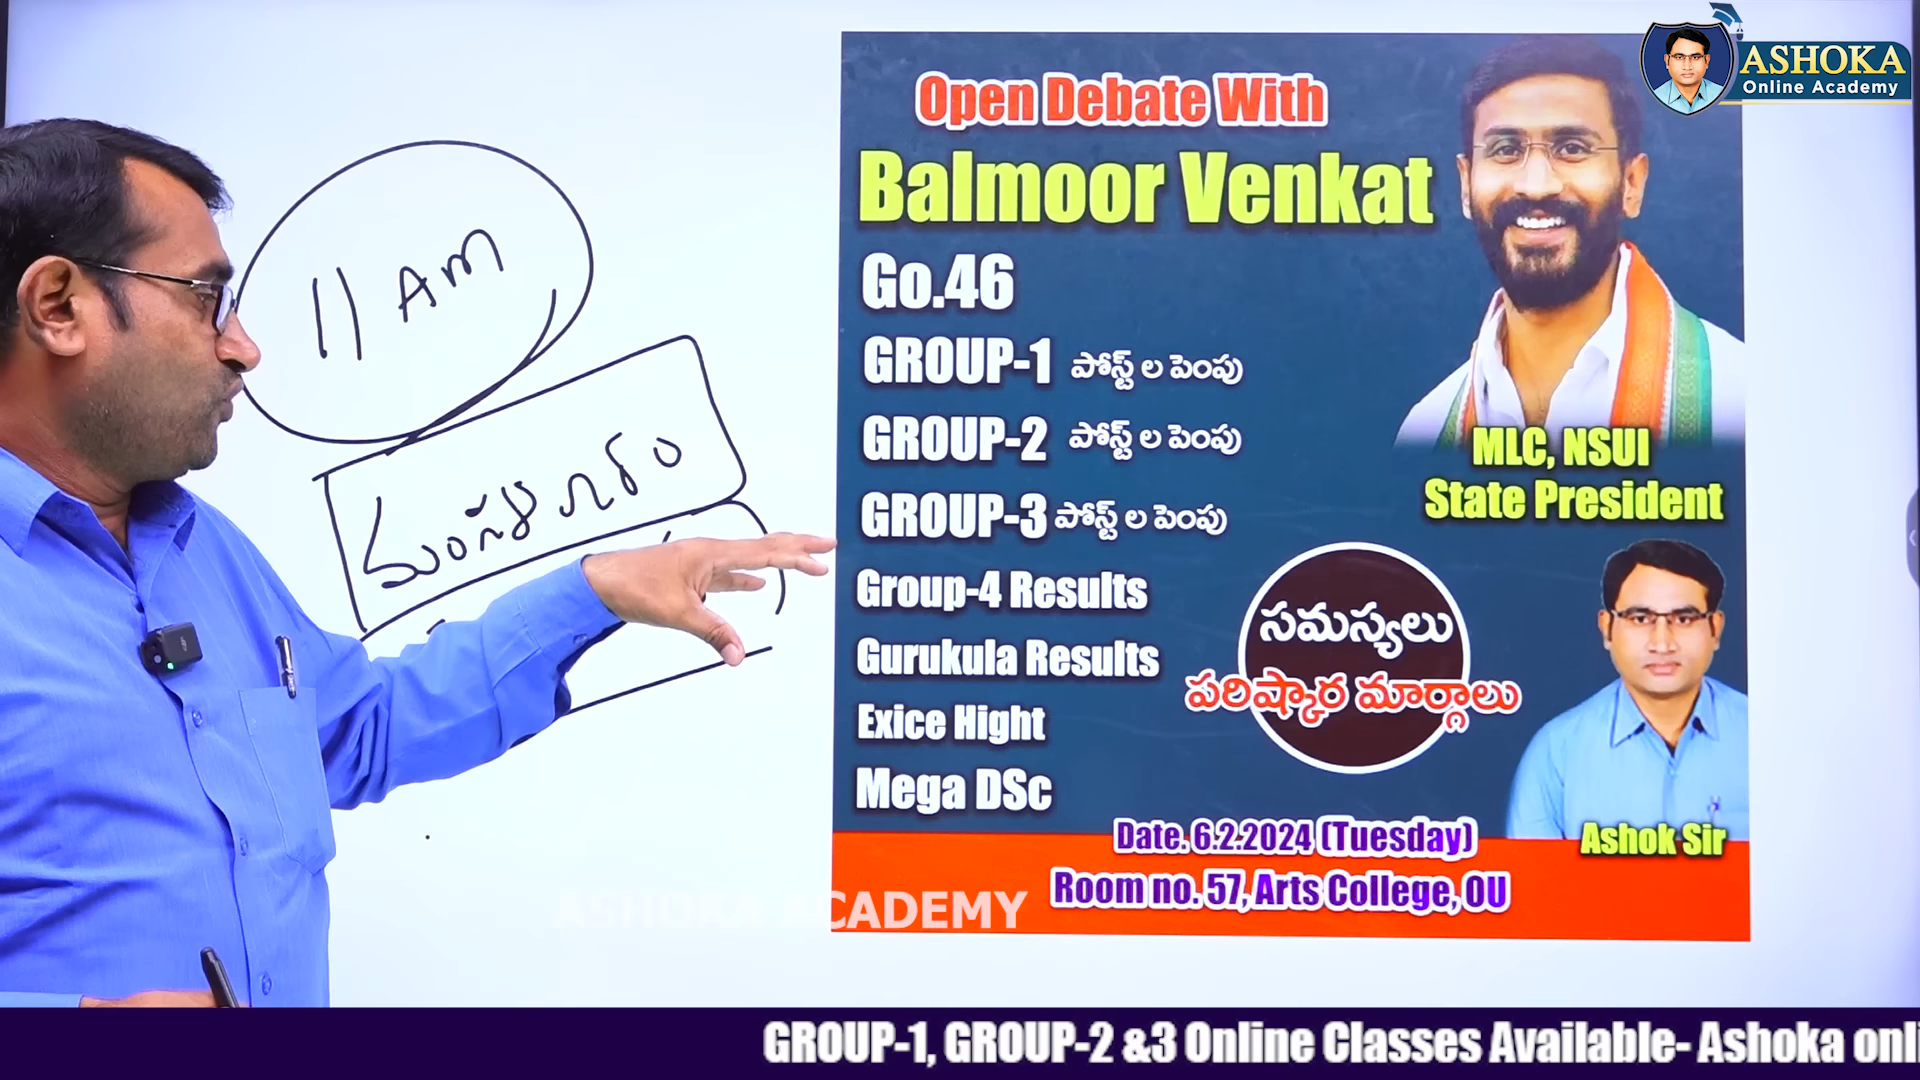 ASHOKA
Online Academy
Open Debate With
Balmoor Venkat
Go.46
GROUP-1 పోస్ట్ ల పెంపు
GROUP-2 పోస్ట్ ల పెంపు
GROUP-3 పోస్ట్ ల పెంపు
Group-4 Results
Gurukula Results
Exice Hight
Mega DSc
MLC, NSUI
State President
సమస్యలు
పరిష్కార మార్గాలు
Ashok Sir
Date. 6.2.2024 (Tuesday)
Room no. 57, Arts College, OU
11 AM
మంగళవారం
ASHOKA ACADEMY
GROUP-1, GROUP-2 &3 Online Classes Available- Ashoka onli